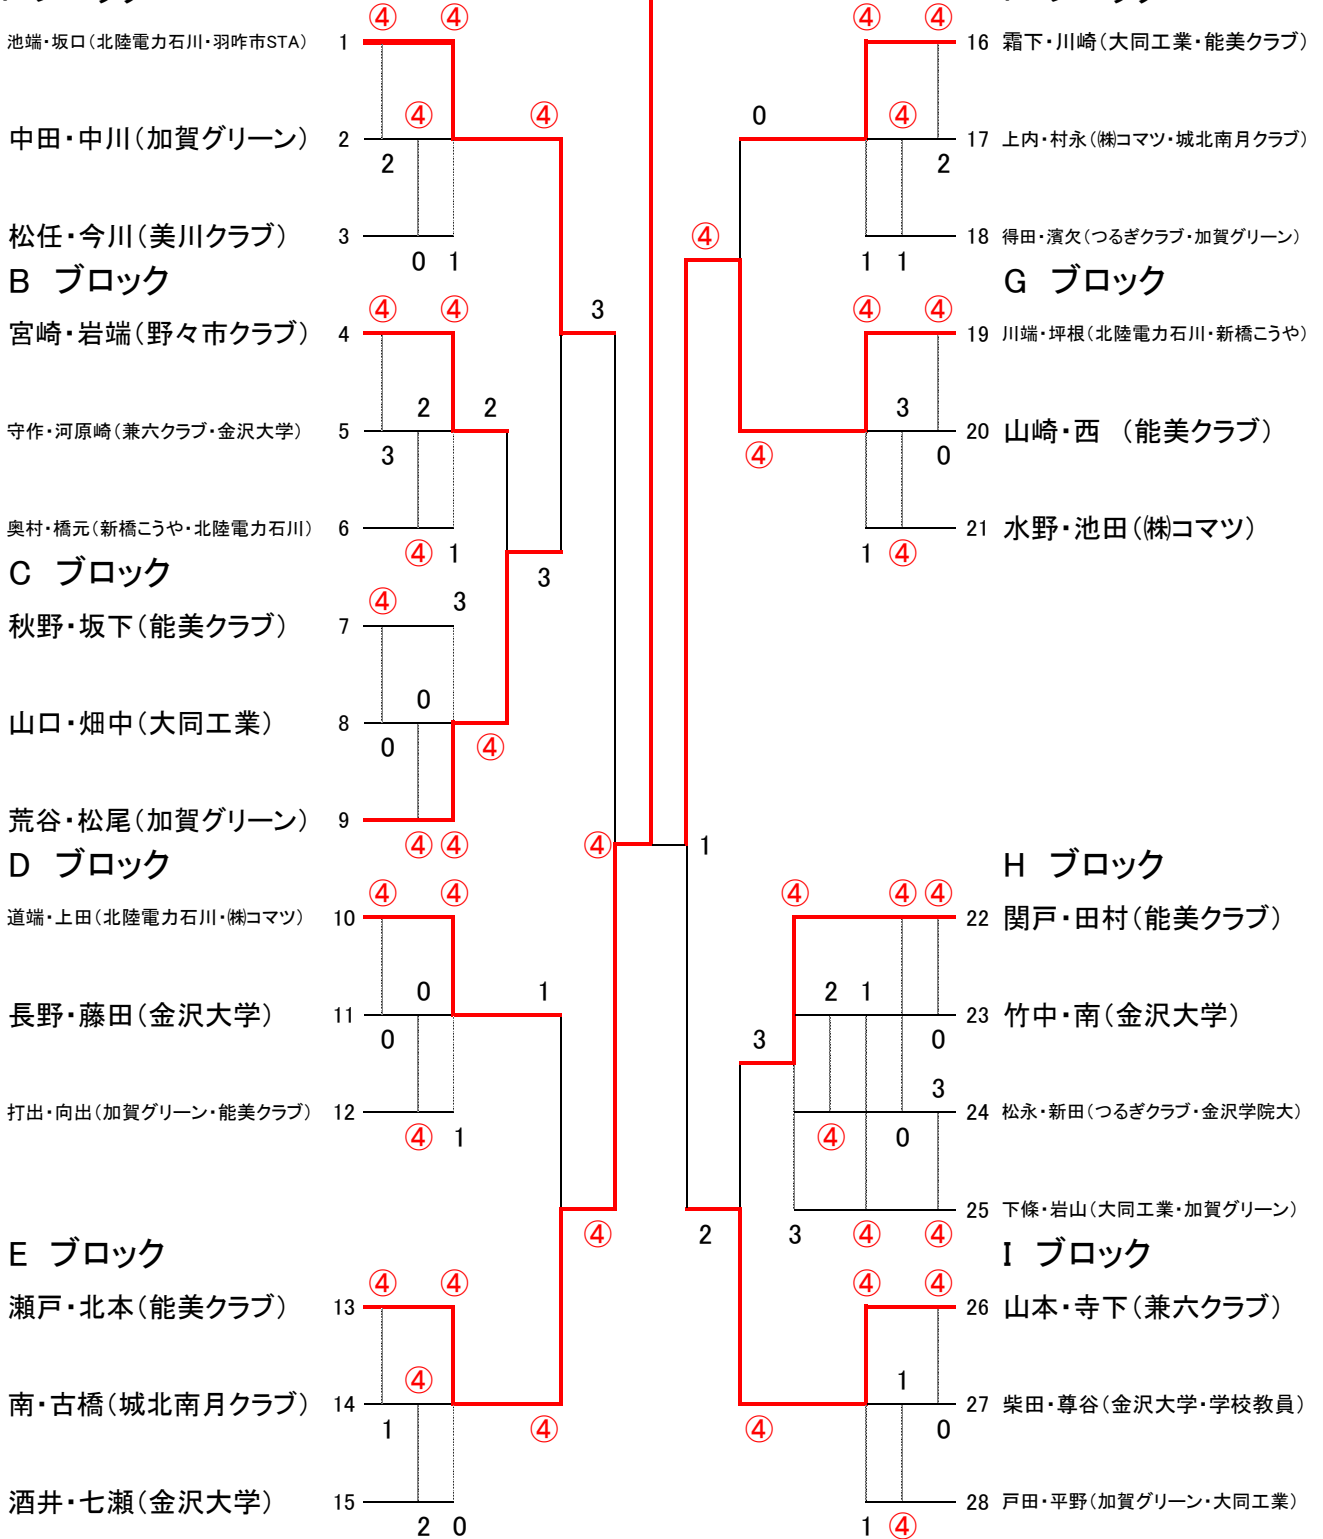 ④ ④
池端・坂口（北陸電力石川・羽咋市STA） 1
④ ④
中田・中川（加賀グリーン） 2
2
松任・今川（美川クラブ） 3
0 1
B ブロック
④ ④
宮崎・岩端（野々市クラブ） 4
3
2 2
守作・河原崎（兼六クラブ・金沢大学） 5
3
奥村・橋元（新橋こうや・北陸電力石川） 6
④ 1
C ブロック
3
④ 3
秋野・坂下（能美クラブ） 7
0
山口・畑中（大同工業） 8
0 ④
荒谷・松尾（加賀グリーン） 9
④ ④ ④
D ブロック
④ ④
道端・上田（北陸電力石川・㈱コマツ） 10
0 1
長野・藤田（金沢大学） 11
0
打出・向出（加賀グリーン・能美クラブ） 12
④ 1
④
E ブロック
④ ④
瀬戸・北本（能美クラブ） 13
④
南・古橋（城北南月クラブ） 14
1 ④
酒井・七瀬（金沢大学） 15
2 0
④ ④
16 霜下・川崎（大同工業・能美クラブ）
0 ④
17 上内・村永（㈱コマツ・城北南月クラブ）
2
④
18 得田・濱欠（つるぎクラブ・加賀グリーン）
1 1
G ブロック
④ ④
19 川端・坪根（北陸電力石川・新橋こうや）
3
20 山崎・西 （能美クラブ）
④ 0
21 水野・池田（㈱コマツ）
1 ④
1
H ブロック
④ ④ ④
22 関戸・田村（能美クラブ）
2 1
23 竹中・南（金沢大学）
3 0
3
24 松永・新田（つるぎクラブ・金沢学院大）
④ 0
25 下條・岩山（大同工業・加賀グリーン）
2 3 ④ ④
I ブロック
④ ④
26 山本・寺下（兼六クラブ）
1
27 柴田・尊谷（金沢大学・学校教員）
④ 0
28 戸田・平野（加賀グリーン・大同工業）
1 ④